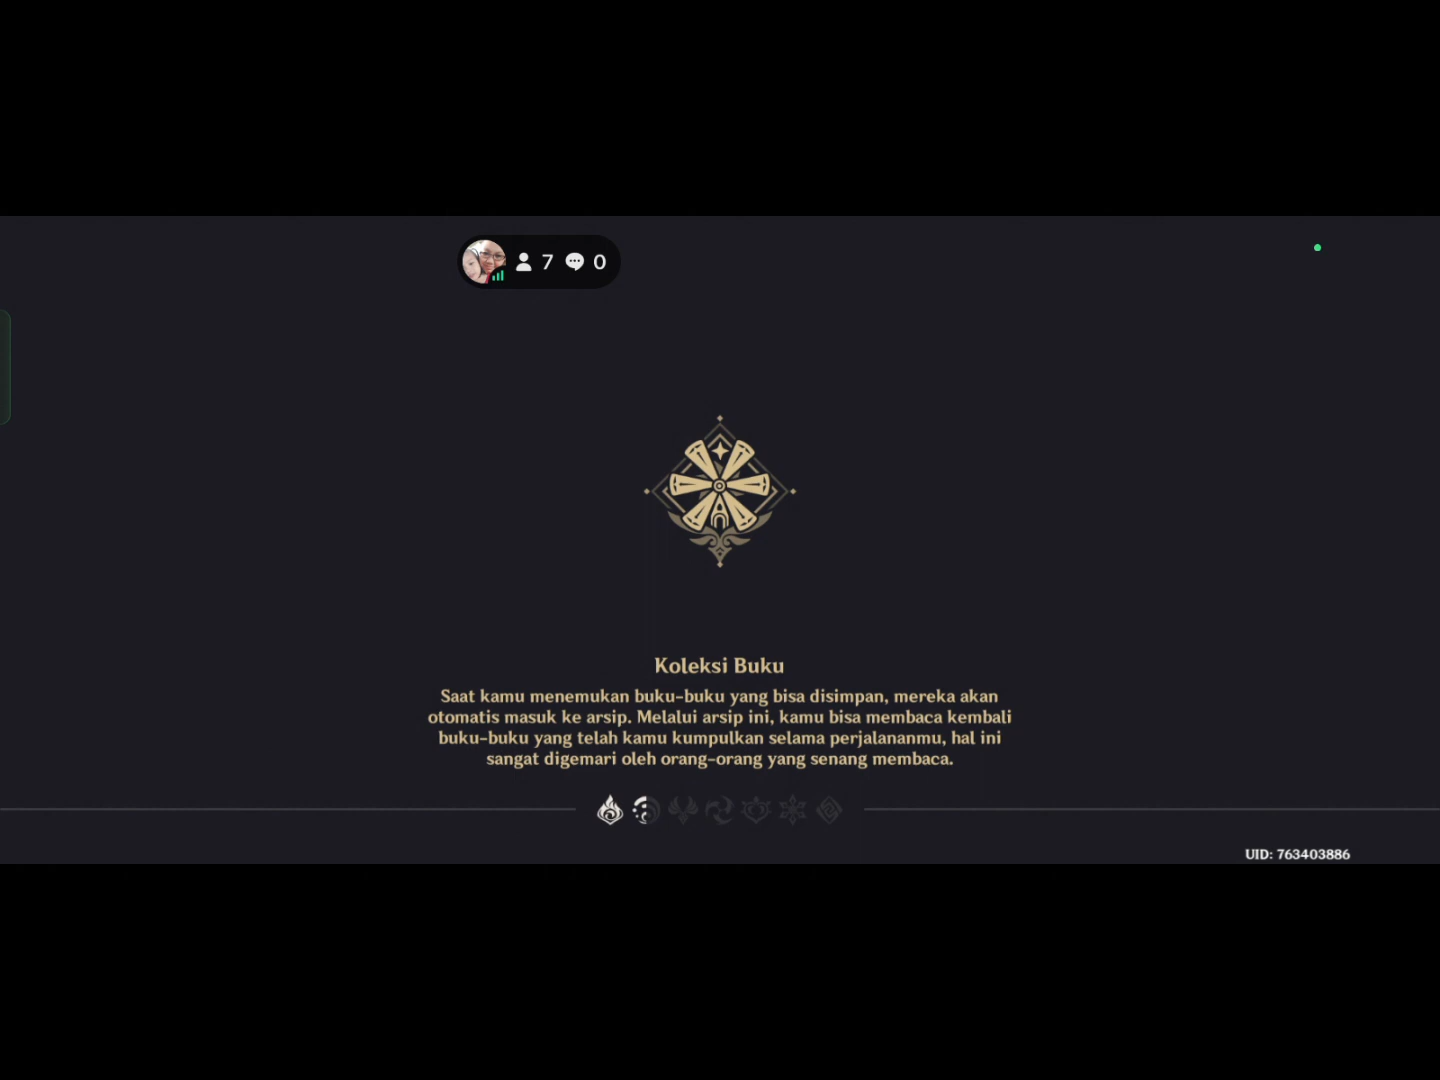 7 0
Koleksi Buku
Saat kamu menemukan buku-buku yang bisa disimpan, mereka akan
otomatis masuk ke arsip. Melalui arsip ini, kamu bisa membaca kembali
buku-buku yang telah kamu kumpulkan selama perjalananmu, hal ini
sangat digemari oleh orang-orang yang senang membaca.
UID: 763403886